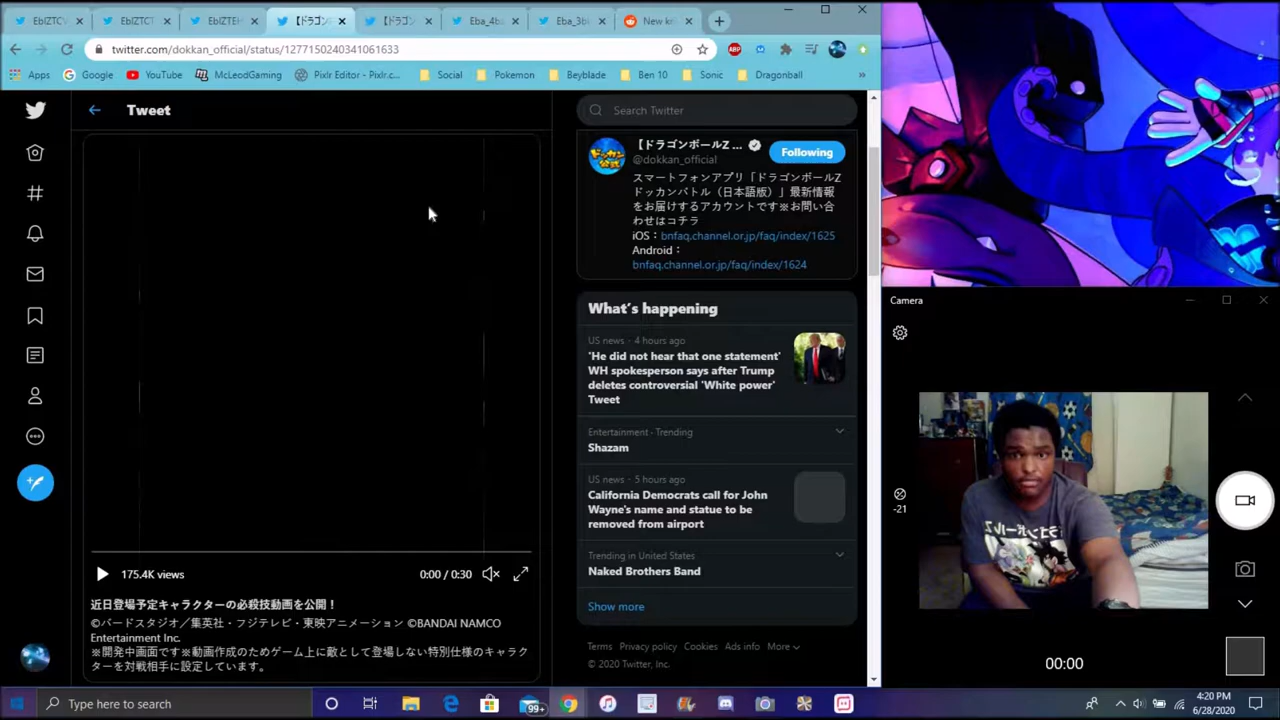 EbIZTCV
EbIZTCT
EbIZTEH
【ドラゴン
【ドラゴン
Eba_4ba
Eba_3b
New kni
twitter.com/dokkan_official/status/1277150240341061633
ABP
Apps
Google
YouTube
McLeodGaming
Pixlr Editor - Pixlr.c...
Social
Pokemon
Beyblade
Ben 10
Sonic
Dragonball
»
Tweet
Search Twitter
【ドラゴンボールZ ...
@dokkan_official
Following
スマートフォンアプリ「ドラゴンボールZ
ドッカンバトル（日本語版）」最新情報
をお届けするアカウントです※お問い合
わせはコチラ
iOS：bnfaq.channel.or.jp/faq/index/1625
Android：
bnfaq.channel.or.jp/faq/index/1624
What's happening
US news · 4 hours ago
'He did not hear that one statement'
WH spokesperson says after Trump
deletes controversial 'White power'
Tweet
Entertainment · Trending
Shazam
US news · 5 hours ago
California Democrats call for John
Wayne's name and statue to be
removed from airport
Trending in United States
Naked Brothers Band
Show more
Terms Privacy policy Cookies Ads info More
© 2020 Twitter, Inc.
175.4K views
0:00 / 0:30
近日登場予定キャラクターの必殺技動画を公開！
©バードスタジオ／集英社・フジテレビ・東映アニメーション ©BANDAI NAMCO
Entertainment Inc.
※開発中画面です※動画作成のためゲーム上に敵として登場しない特別仕様のキャラク
ターを対戦相手に設定しています。
Camera
-21
00:00
Type here to search
99+
4:20 PM
6/28/2020